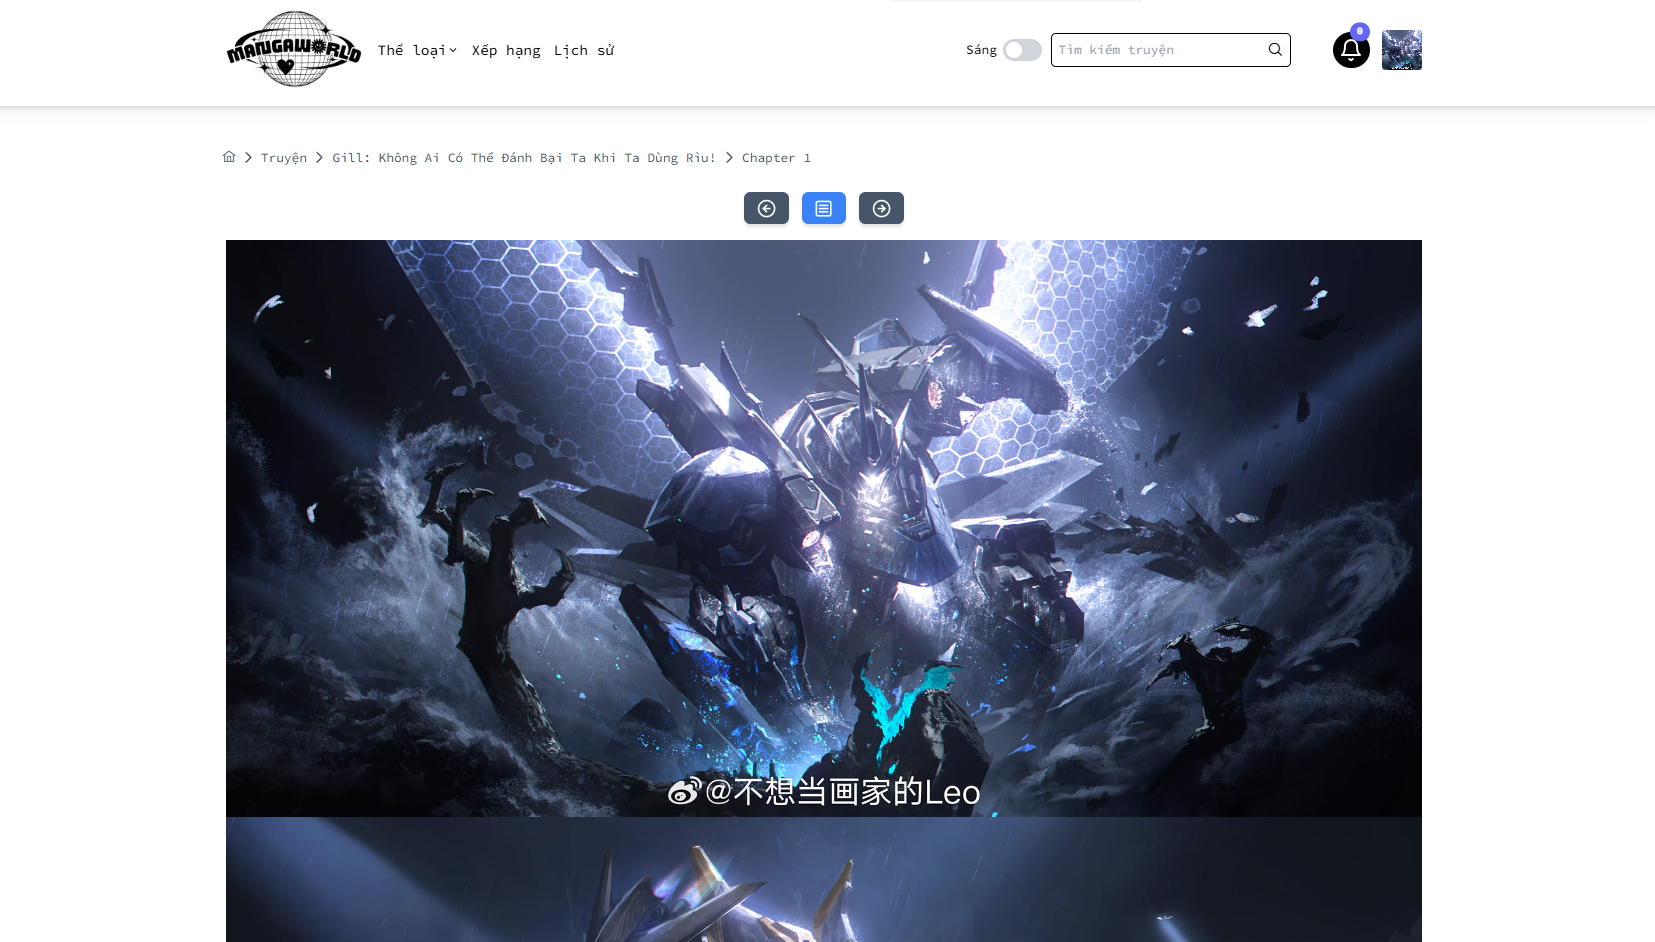 MANGAWORLD
Thể loại Xếp hạng Lịch sử
Sáng Tìm kiếm truyện 0
Truyện Gill: Không Ai Có Thể Đánh Bại Ta Khi Ta Dùng Rìu! Chapter 1
@不想当画家的Leo